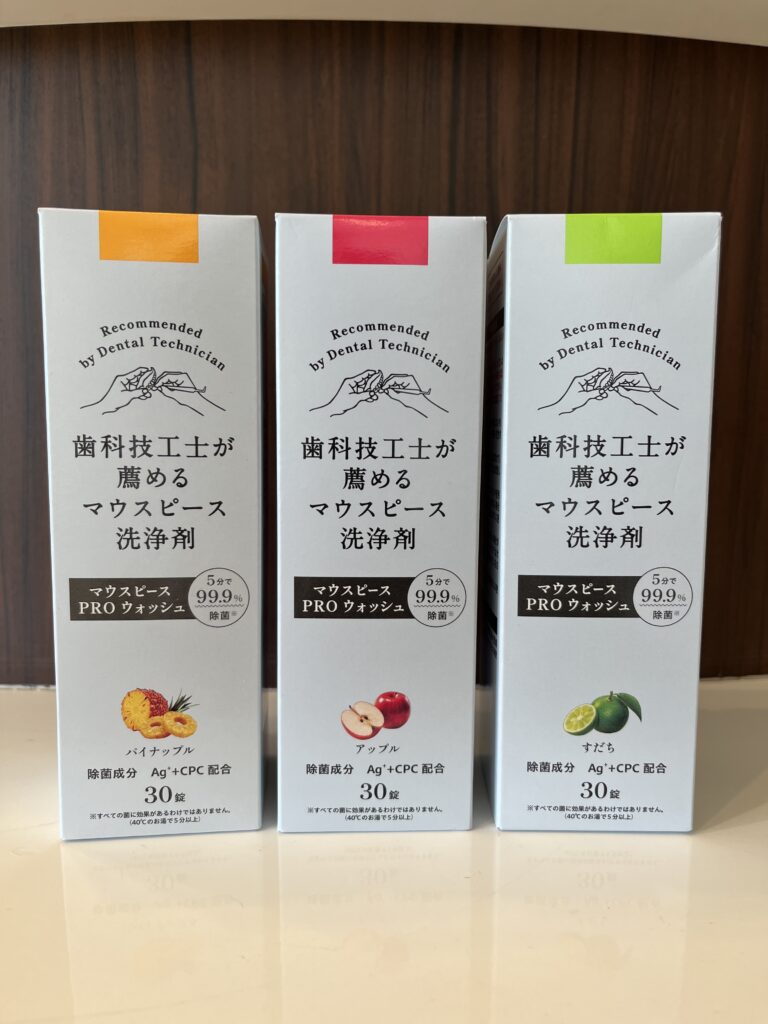 Recommended
by Dental Technician
歯科技工士が
薦める
マウスピース
洗浄剤
マウスピース
PRO ウォッシュ
5分で
99.9%
除菌※
パイナップル
除菌成分 Ag⁺+CPC 配合
30錠
※すべての菌に効果があるわけではありません。
(40℃のお湯で5分以上)
Recommended
by Dental Technician
歯科技工士が
薦める
マウスピース
洗浄剤
マウスピース
PRO ウォッシュ
5分で
99.9%
除菌※
アップル
除菌成分 Ag⁺+CPC 配合
30錠
※すべての菌に効果があるわけではありません。
(40℃のお湯で5分以上)
Recommended
by Dental Technician
歯科技工士が
薦める
マウスピース
洗浄剤
マウスピース
PRO ウォッシュ
5分で
99.9%
除菌※
すだち
除菌成分 Ag⁺+CPC 配合
30錠
※すべての菌に効果があるわけではありません。
(40℃のお湯で5分以上)